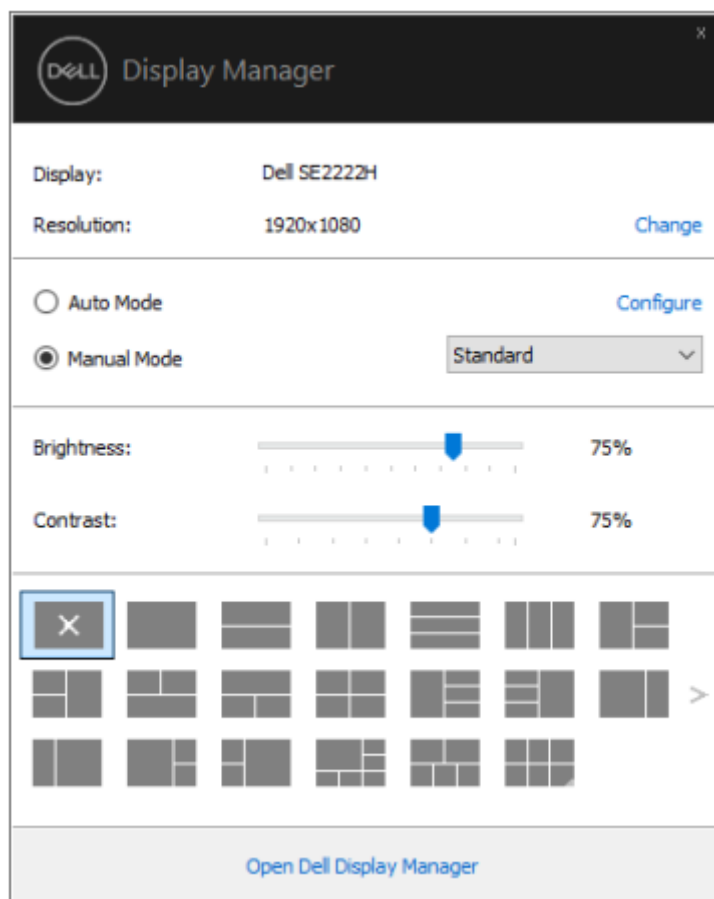 X
DELL Display Manager
Display: Dell SE2222H
Resolution: 1920x1080 Change
Auto Mode Configure
Manual Mode Standard
Brightness: 75%
Contrast: 75%
Open Dell Display Manager